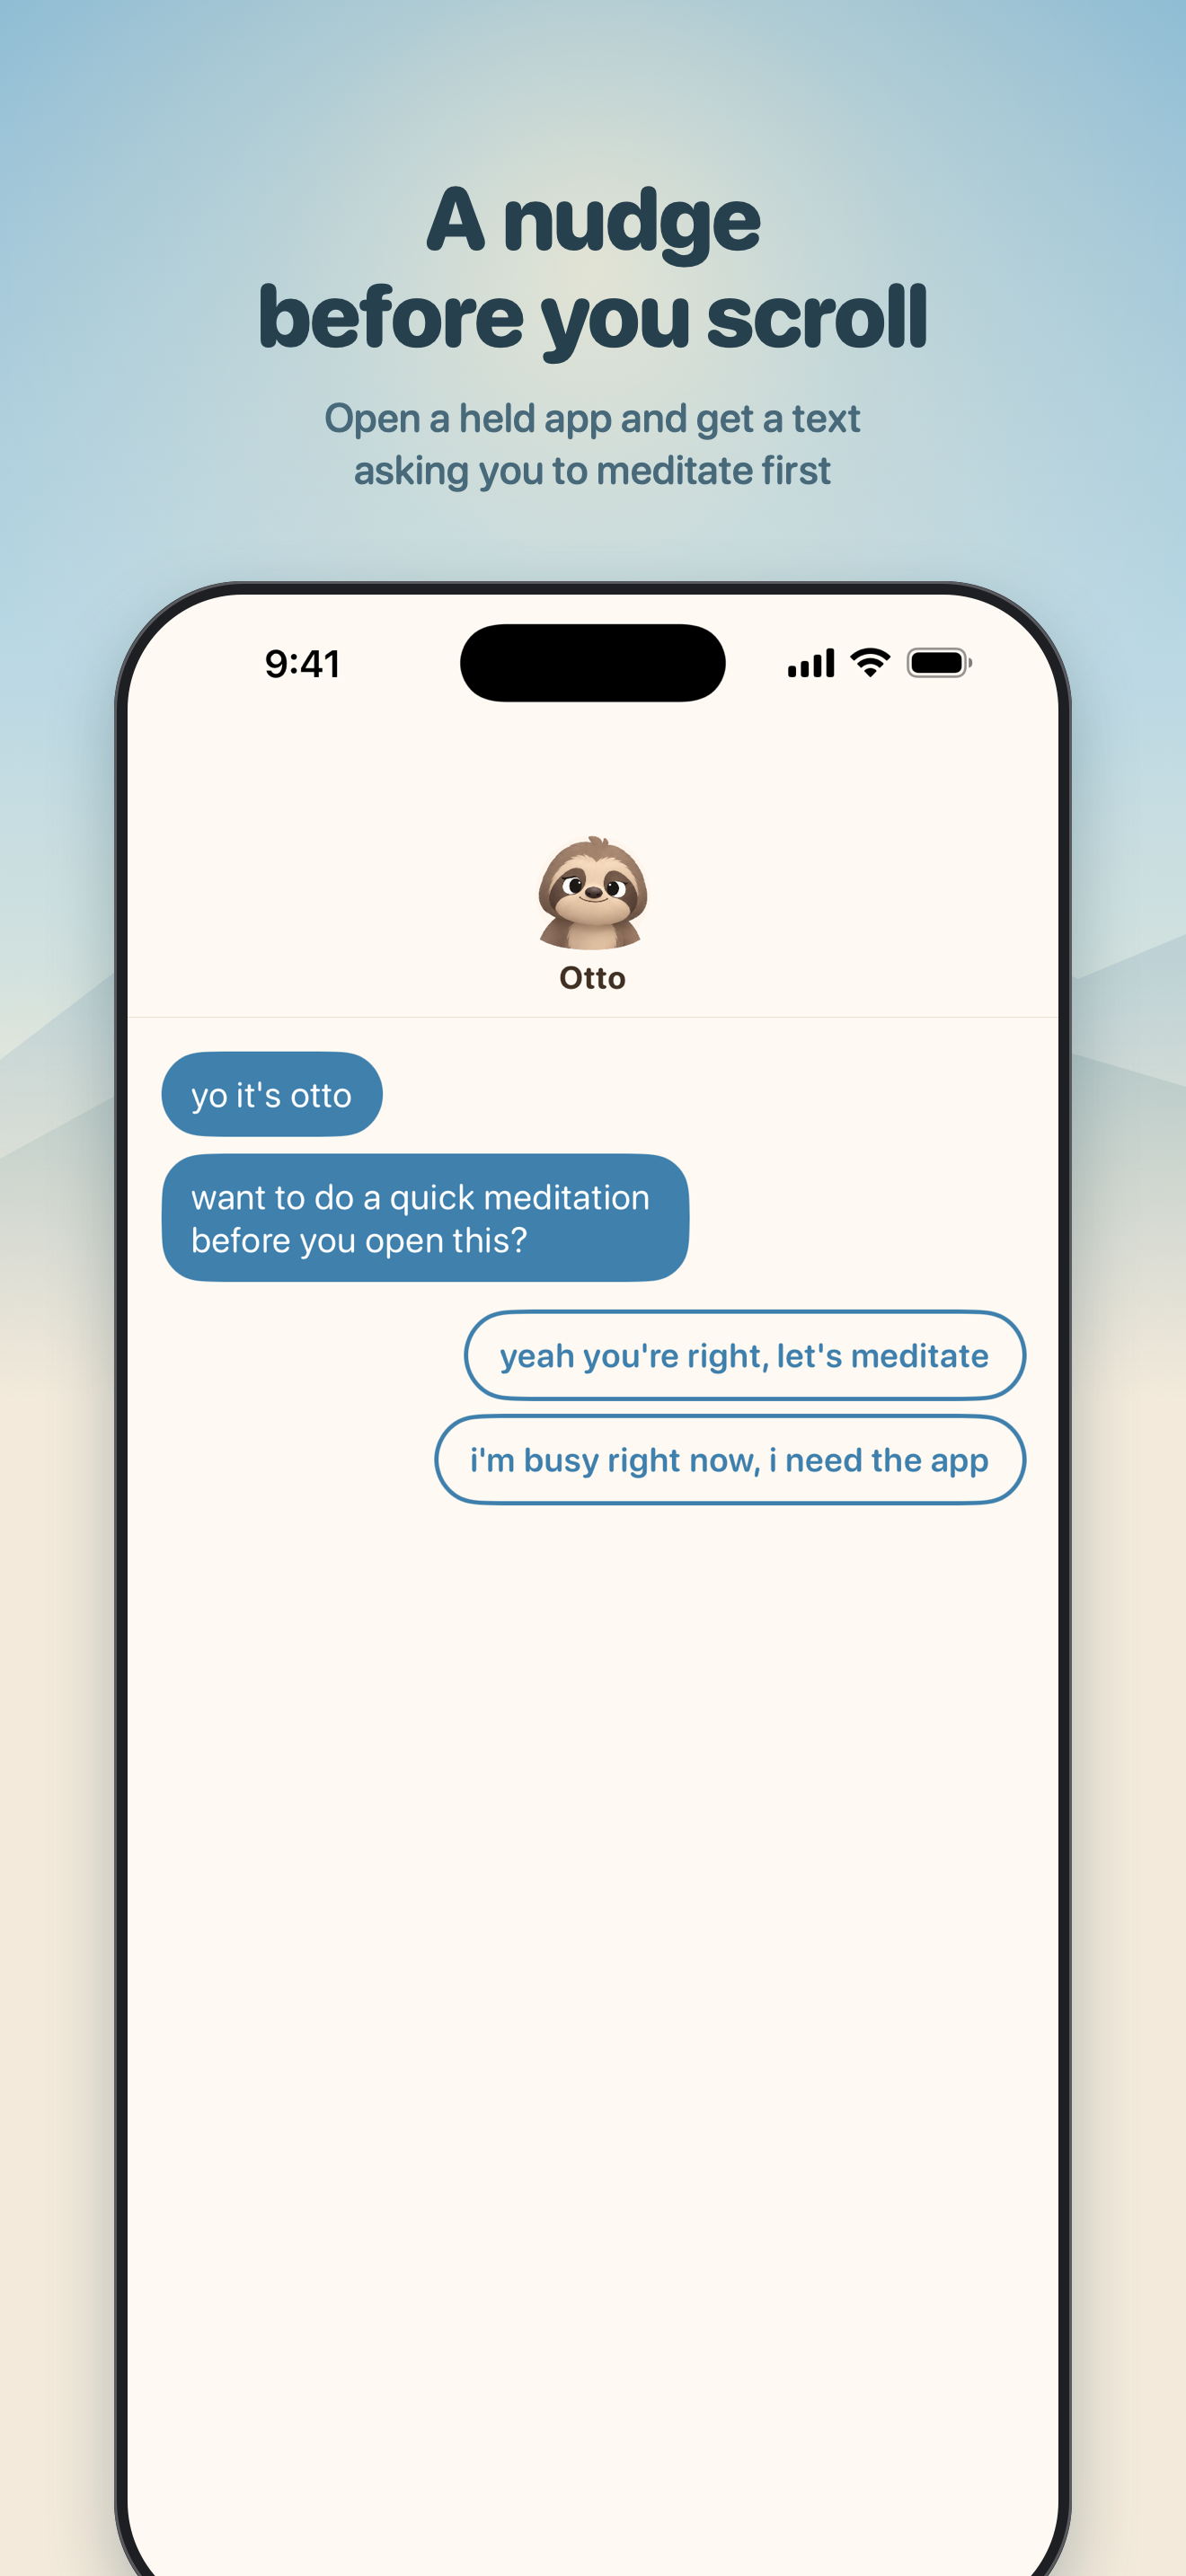 A nudge
before you scroll
Open a held app and get a text
asking you to meditate first
9:41
Otto
yo it's otto
want to do a quick meditation
before you open this?
yeah you're right, let's meditate
i'm busy right now, i need the app